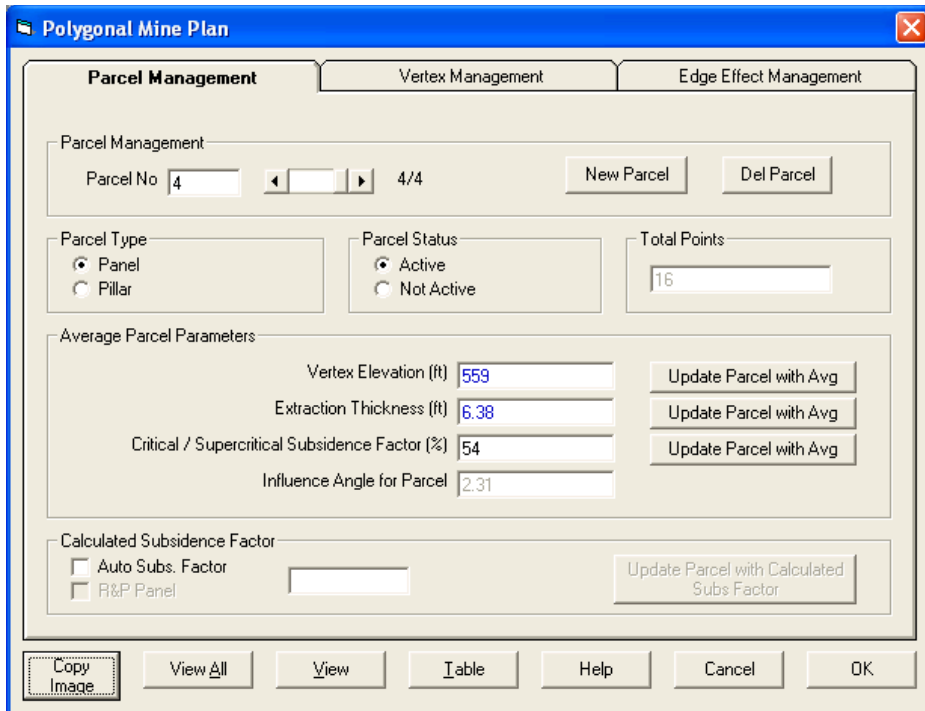 Polygonal Mine Plan
Parcel Management Vertex Management Edge Effect Management
Parcel Management
Parcel No 4 4/4 New Parcel Del Parcel
Parcel Type Parcel Status Total Points
Panel Active 16
Pillar Not Active
Average Parcel Parameters
Vertex Elevation (ft) 559 Update Parcel with Avg
Extraction Thickness (ft) 6.38 Update Parcel with Avg
Critical / Supercritical Subsidence Factor (%) 54 Update Parcel with Avg
Influence Angle for Parcel 2.31
Calculated Subsidence Factor
Auto Subs. Factor
R&P Panel
Update Parcel with Calculated
Subs Factor
Copy
Image View All View Table Help Cancel OK